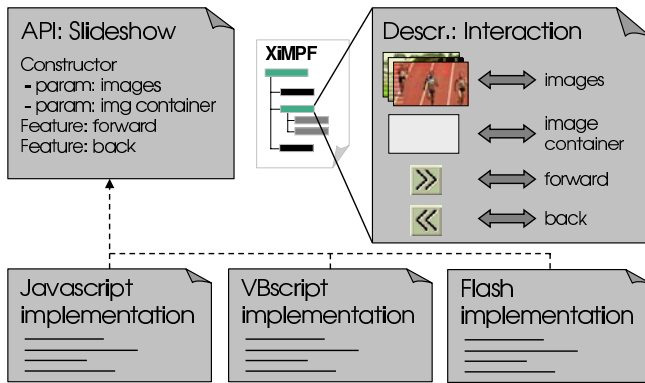 API: Slideshow
Constructor
- param: images
- param: img container
Feature: forward
Feature: back
XiMPF
Descr.: Interaction
images
image
container
forward
back
Javascript
implementation
VBscript
implementation
Flash
implementation